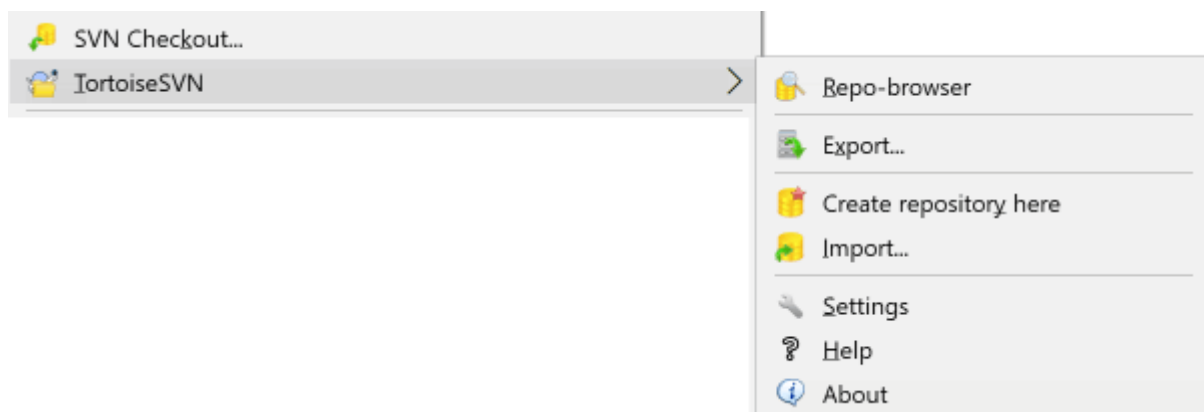 SVN Checkout...
TortoiseSVN
Repo-browser
Export...
Create repository here
Import...
Settings
Help
About